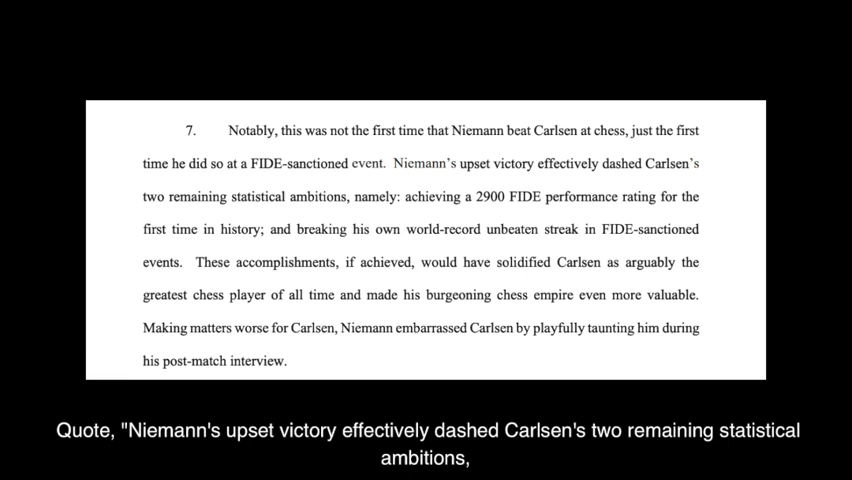 7. Notably, this was not the first time that Niemann beat Carlsen at chess, just the first
time he did so at a FIDE-sanctioned event. Niemann's upset victory effectively dashed Carlsen's
two remaining statistical ambitions, namely: achieving a 2900 FIDE performance rating for the
first time in history; and breaking his own world-record unbeaten streak in FIDE-sanctioned
events. These accomplishments, if achieved, would have solidified Carlsen as arguably the
greatest chess player of all time and made his burgeoning chess empire even more valuable.
Making matters worse for Carlsen, Niemann embarrassed Carlsen by playfully taunting him during
his post-match interview.
Quote, "Niemann's upset victory effectively dashed Carlsen's two remaining statistical
ambitions,